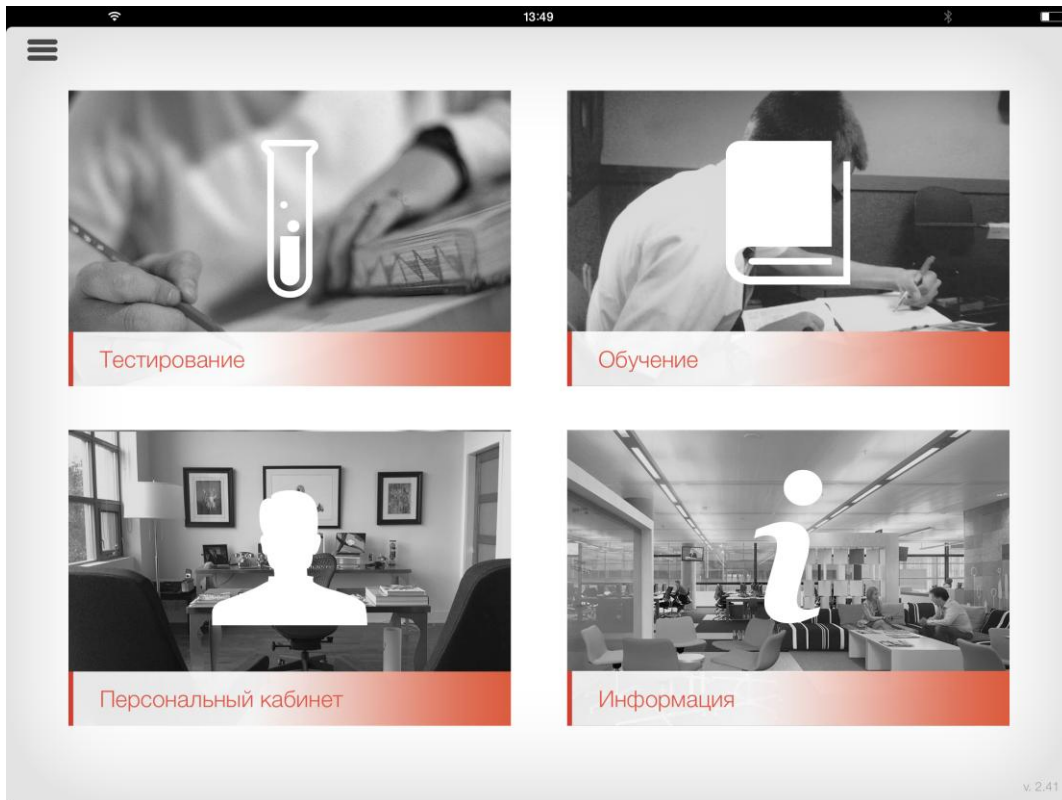 13:49
Тестирование
Обучение
Персональный кабинет
Информация
v. 2.41